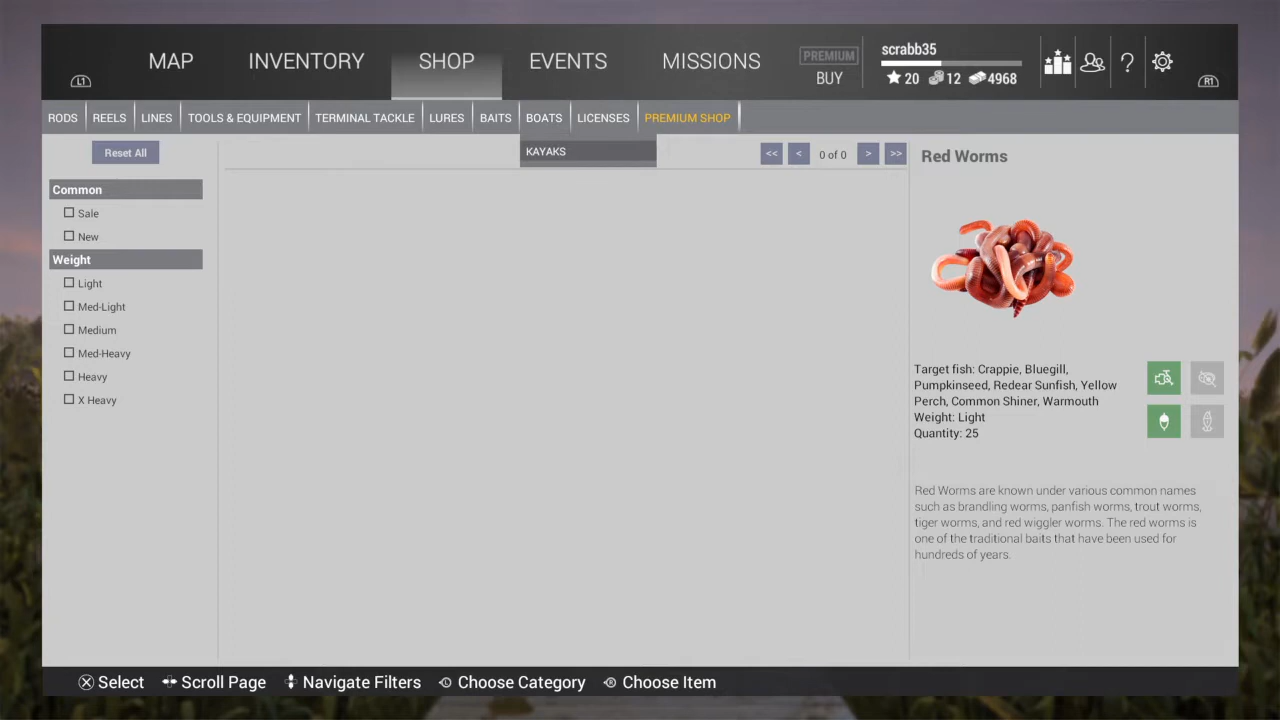 MAP
INVENTORY
SHOP
EVENTS
MISSIONS
PREMIUM
BUY
scrabb35
20
12
4968
L1
R1
RODS
REELS
LINES
TOOLS & EQUIPMENT
TERMINAL TACKLE
LURES
BAITS
BOATS
LICENSES
PREMIUM SHOP
KAYAKS
Reset All
<<
<
0 of 0
>
>>
Common
Sale
New
Weight
Light
Med-Light
Medium
Med-Heavy
Heavy
X Heavy
Red Worms
Target fish: Crappie, Bluegill,
Pumpkinseed, Redear Sunfish, Yellow
Perch, Common Shiner, Warmouth
Weight: Light
Quantity: 25
Red Worms are known under various common names
such as brandling worms, panfish worms, trout worms,
tiger worms, and red wiggler worms. The red worms is
one of the traditional baits that have been used for
hundreds of years.
Select
Scroll Page
Navigate Filters
Choose Category
Choose Item